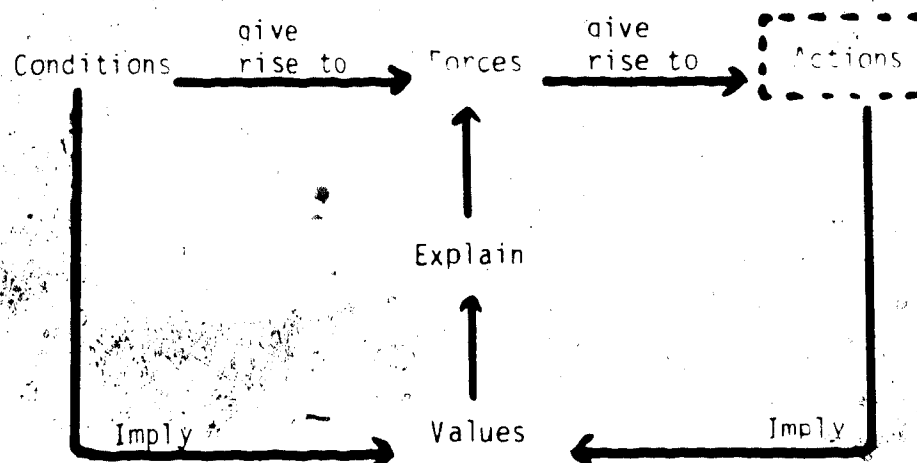 give give
Conditions rise to Forces rise to Actions
Explain
Imply Values Imply